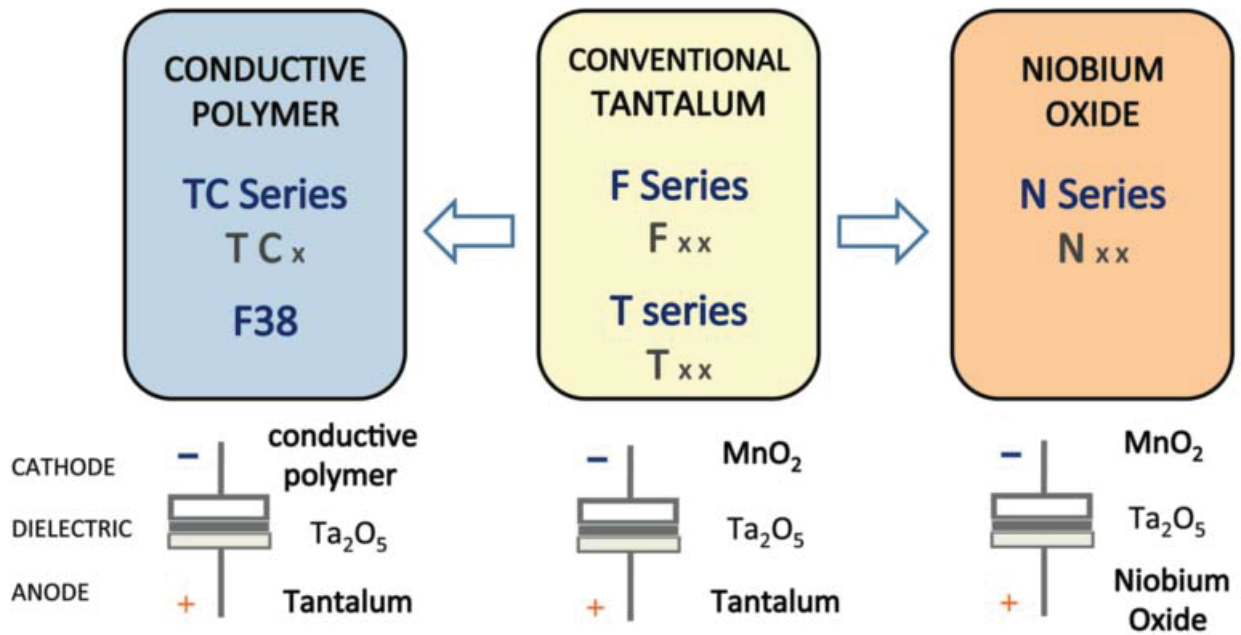 CONDUCTIVE
POLYMER
TC Series
T C x
F38
CONVENTIONAL
TANTALUM
F Series
F x x
T series
T x x
NIOBIUM
OXIDE
N Series
N x x
CATHODE
DIELECTRIC
ANODE
−
conductive
polymer
Ta₂O₅
+
Tantalum
−
MnO₂
Ta₂O₅
+
Tantalum
−
MnO₂
Ta₂O₅
+
Niobium
Oxide